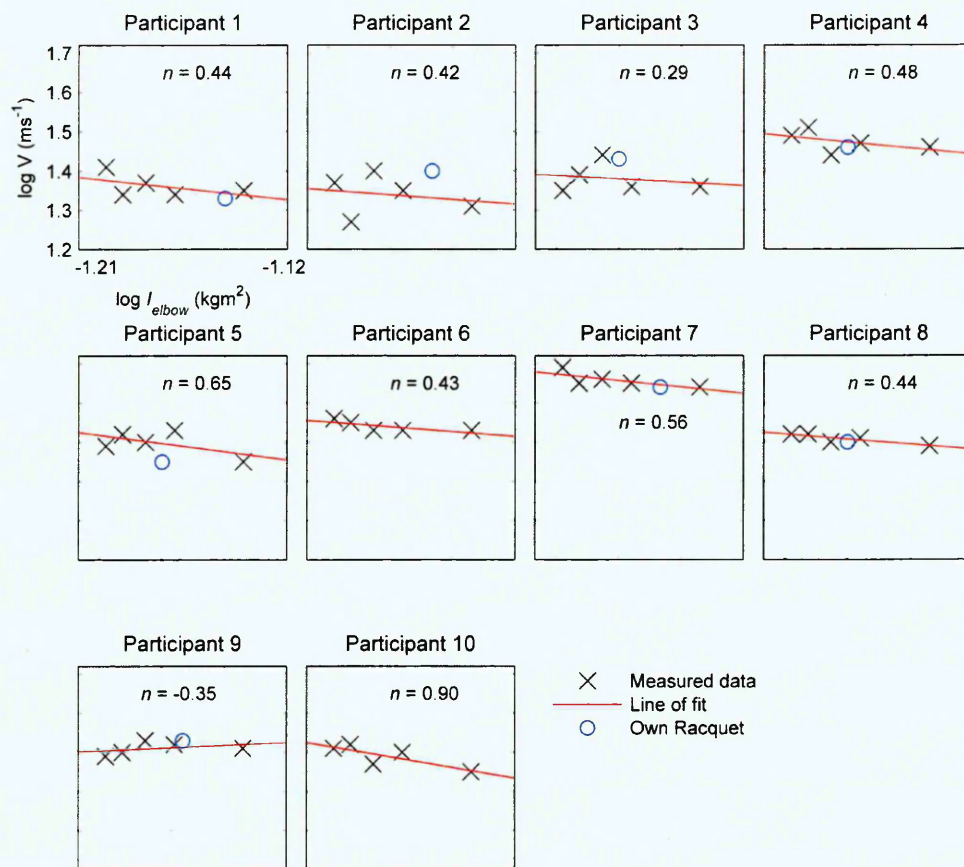 Participant 1 Participant 2 Participant 3 Participant 4
1.7
n = 0.44 n = 0.42 n = 0.29 n = 0.48
1.6
log V (ms⁻¹)
1.5
1.4
1.3
1.2
-1.21 -1.12
log I_elbow (kgm²)
Participant 5 Participant 6 Participant 7 Participant 8
n = 0.65 n = 0.43 n = 0.56 n = 0.44
Participant 9 Participant 10
n = -0.35 n = 0.90
Measured data
Line of fit
Own Racquet